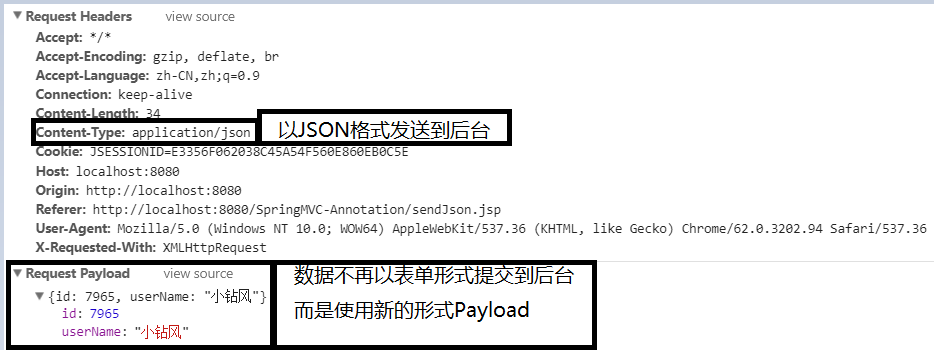 Request Headers view source
Accept: */*
Accept-Encoding: gzip, deflate, br
Accept-Language: zh-CN,zh;q=0.9
Connection: keep-alive
Content-Length: 34
Content-Type: application/json 以JSON格式发送到后台
Cookie: JSESSIONID=E3356F062038C45A54F560E860EB0C5E
Host: localhost:8080
Origin: http://localhost:8080
Referer: http://localhost:8080/SpringMVC-Annotation/sendJson.jsp
User-Agent: Mozilla/5.0 (Windows NT 10.0; WOW64) AppleWebKit/537.36 (KHTML, like Gecko) Chrome/62.0.3202.94 Safari/537.36
X-Requested-With: XMLHttpRequest
Request Payload view source
{id: 7965, userName: "小钻风"}
id: 7965
userName: "小钻风"
数据不再以表单形式提交到后台
而是使用新的形式Payload